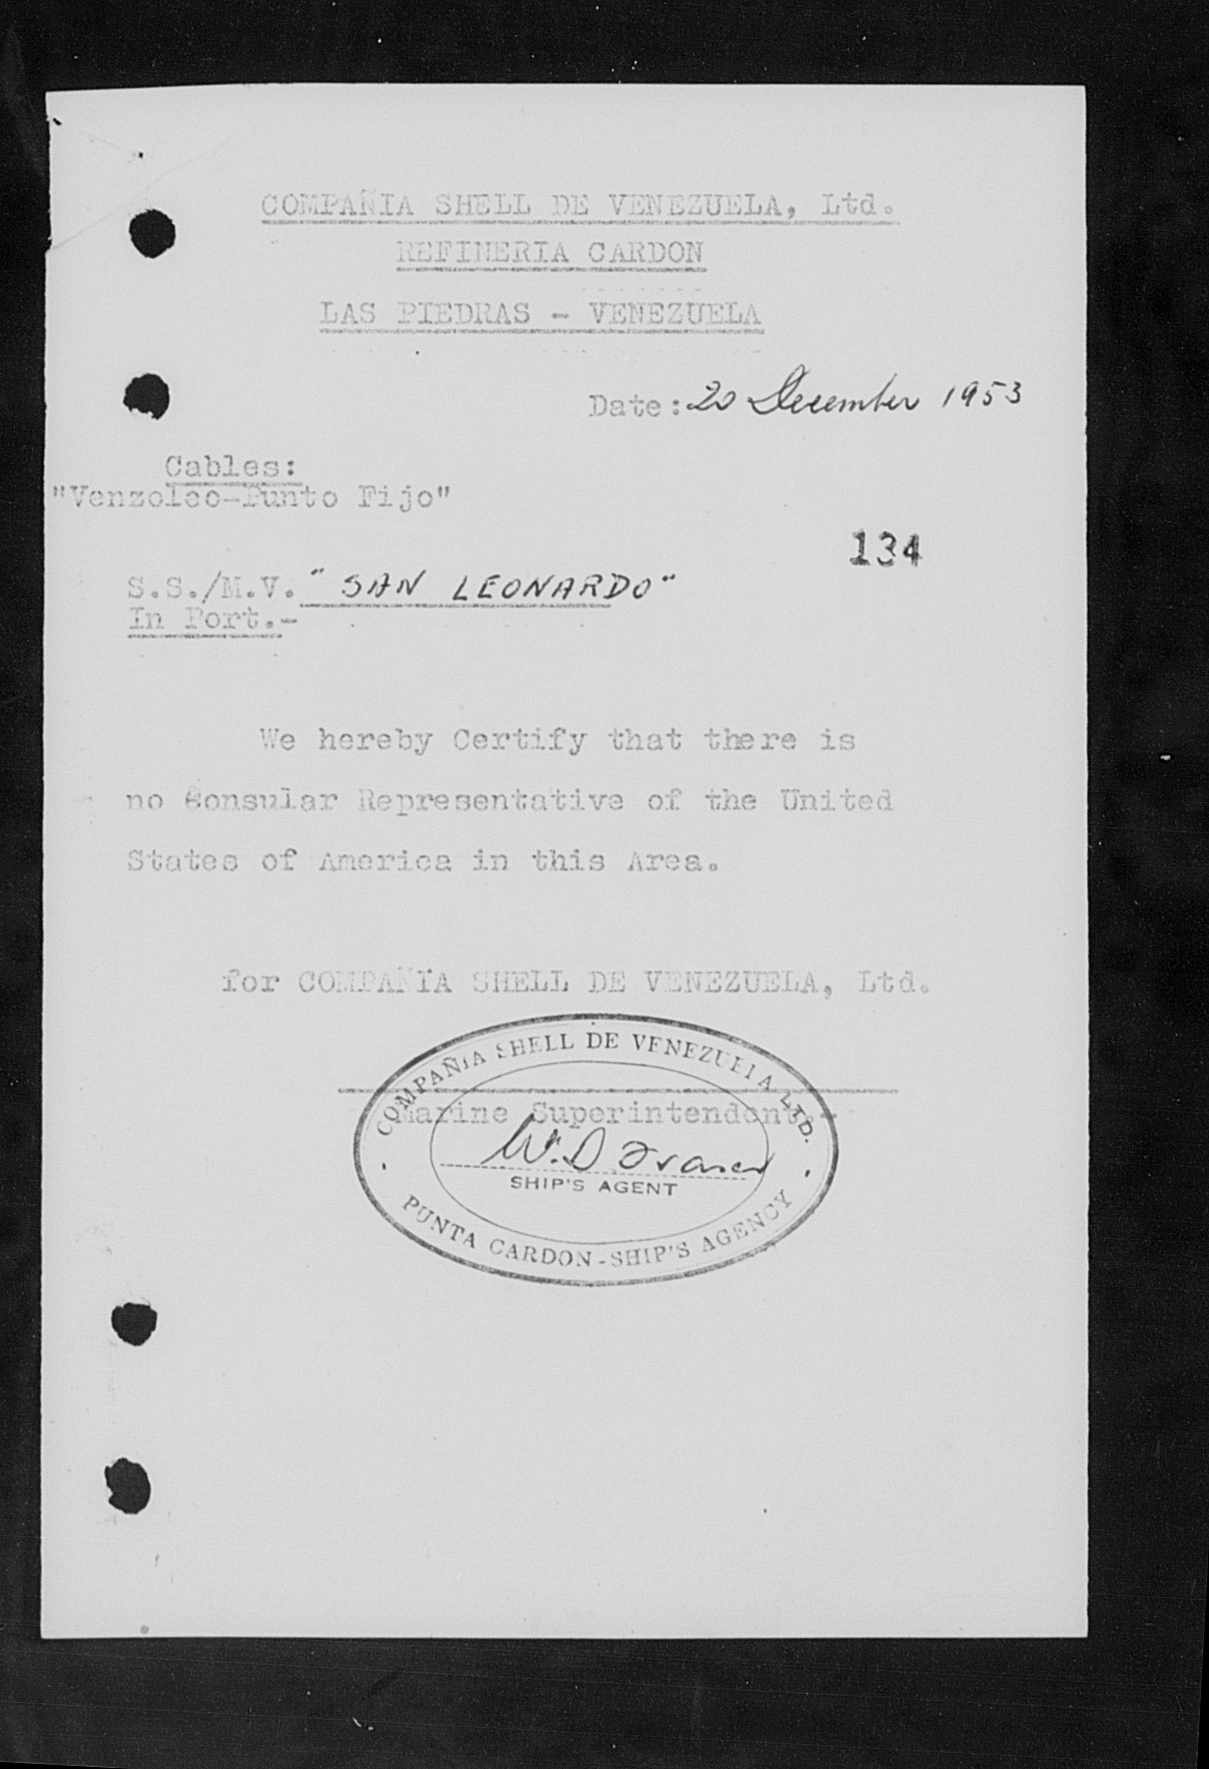 COMPAÑIA SHELL DE VENEZUELA, Ltd.
REFINERIA CARDON
LAS PIEDRAS - VENEZUELA
Date: 20 December 1953
Cables:
"Venzoleo-Punto Fijo"
134
S.S./M.V. "SAN LEONARDO"
In Port.-
We hereby Certify that there is
no Consular Representative of the United
States of America in this Area.
for COMPAÑIA SHELL DE VENEZUELA, Ltd.
COMPAÑIA SHELL DE VENEZUELA LTD.
Marine Superintendent.-
W.D. Fraser
SHIP'S AGENT
PUNTA CARDON-SHIP'S AGENCY